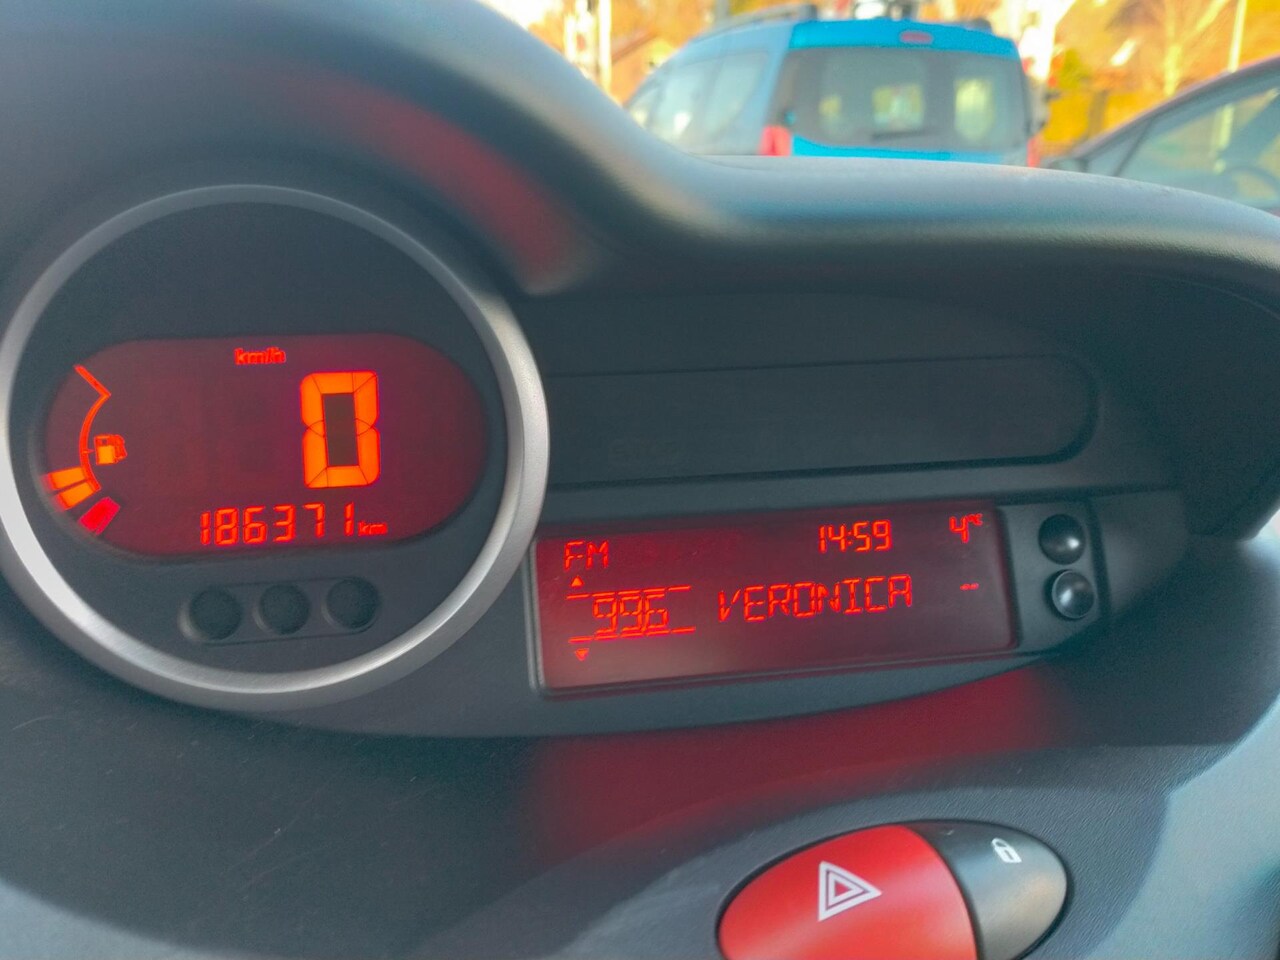 km/h
0
186371 km
FM 14:59 4°C
996 VERONICA --